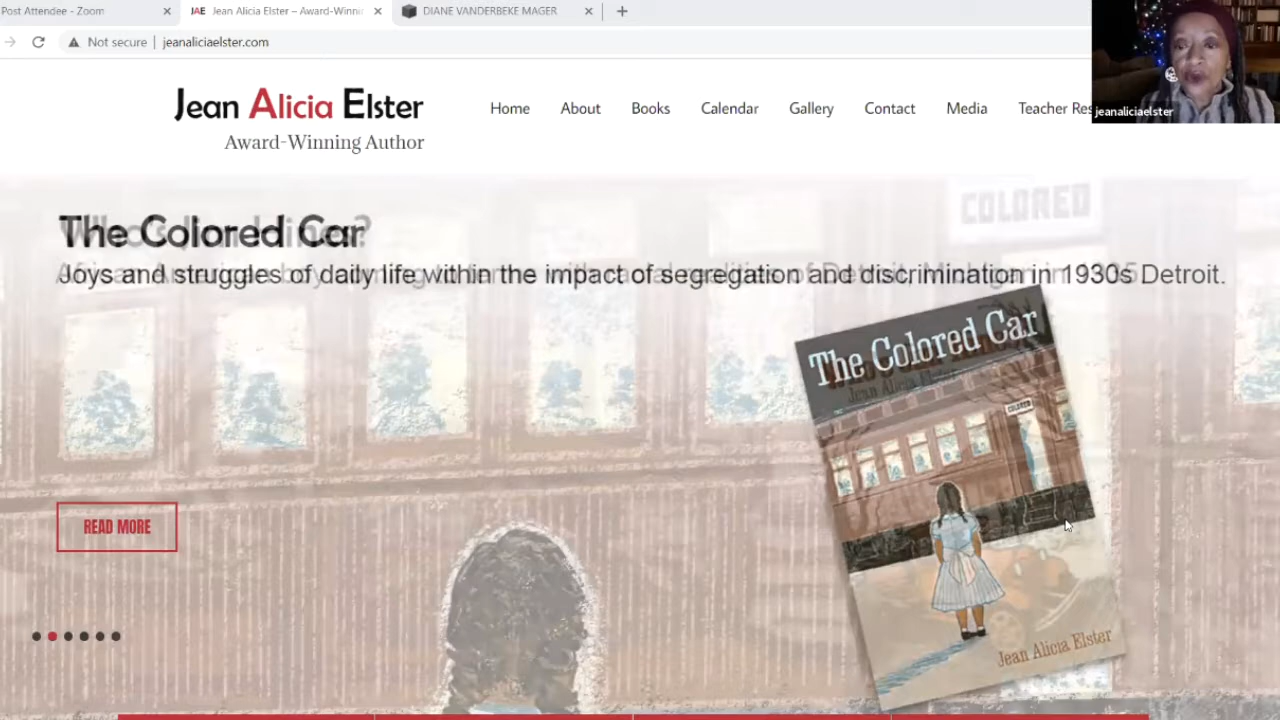 Post Attendee - Zoom
JAE Jean Alicia Elster – Award-Winni
DIANE VANDERBEKE MAGER
Not secure | jeanaliciaelster.com
Jean Alicia Elster
Award-Winning Author
Home About Books Calendar Gallery Contact Media Teacher Res
jeanaliciaelster
COLORED
The Colored Car
Joys and struggles of daily life within the impact of segregation and discrimination in 1930s Detroit.
The Colored Car
Jean Alicia Elster
COLORED
READ MORE
Jean Alicia Elster